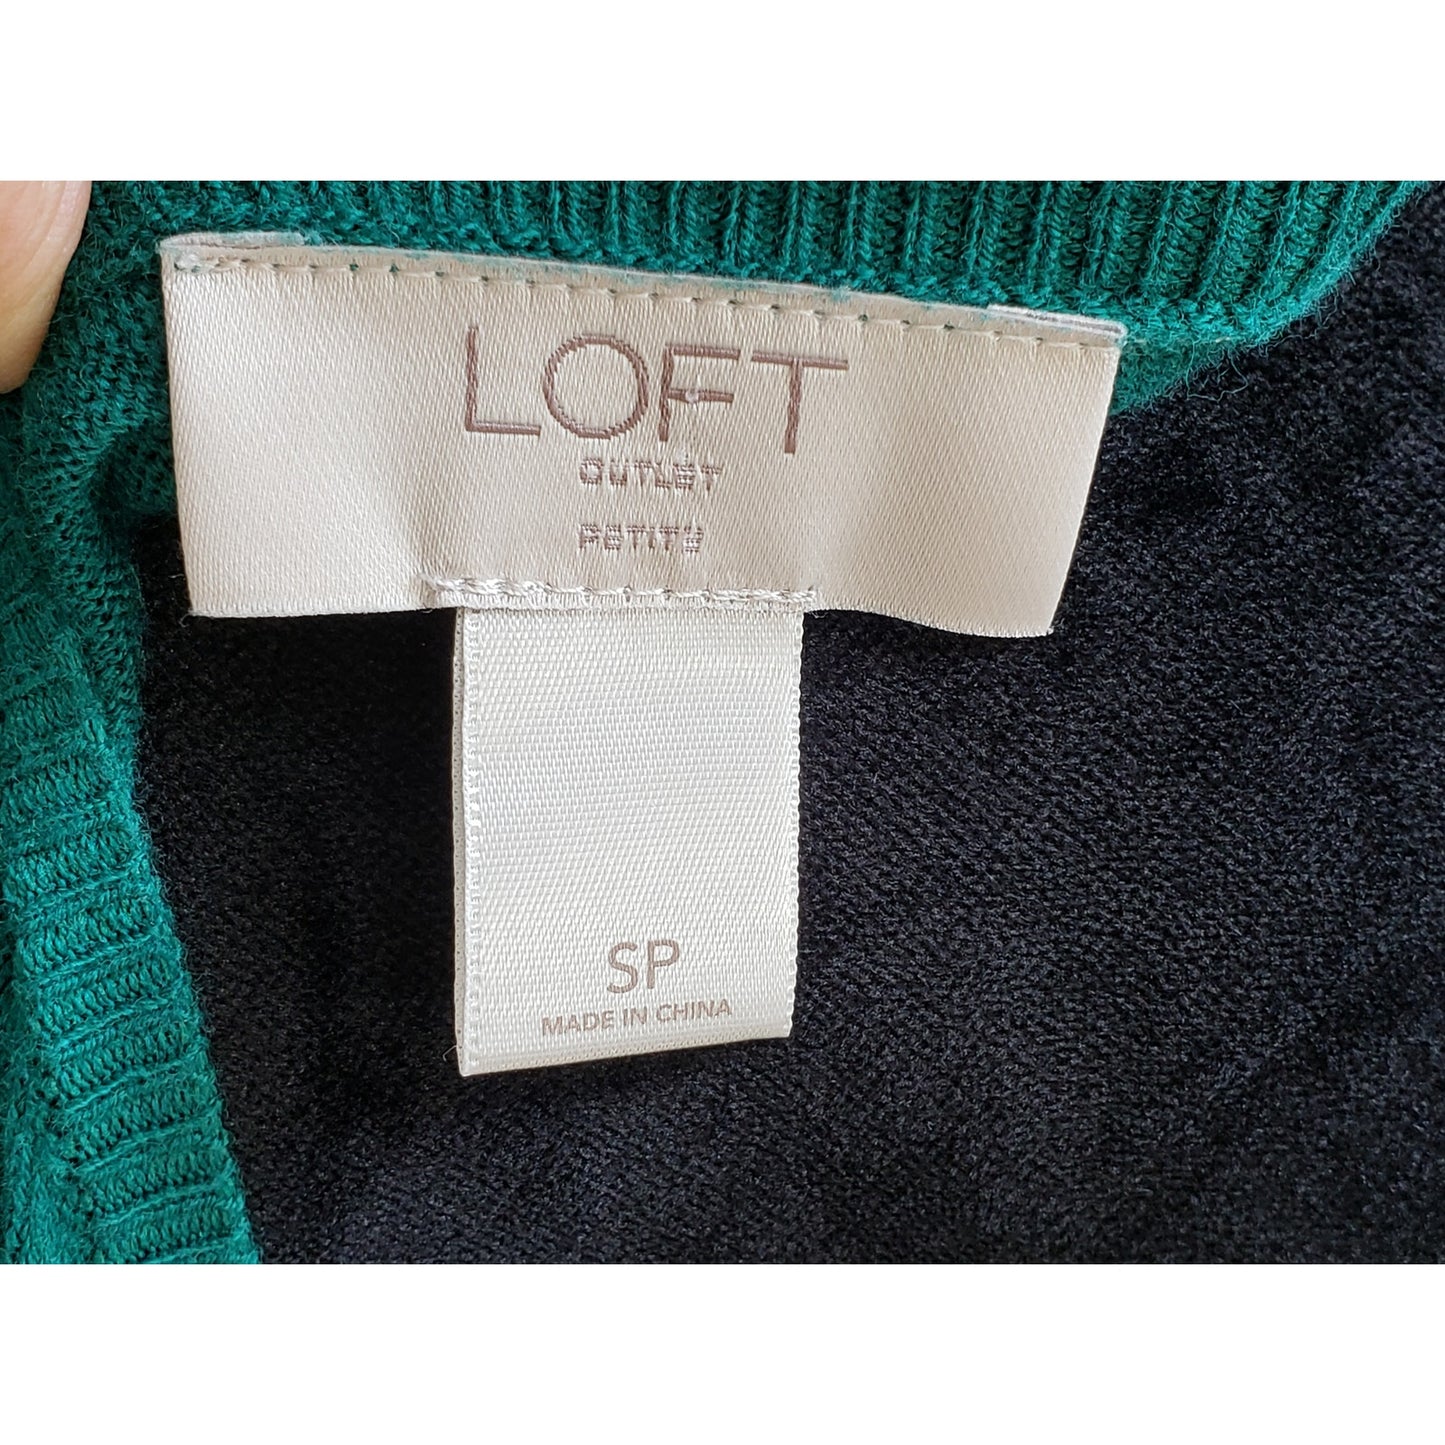 LOFT
OUTLET
PETITE
SP
MADE IN CHINA